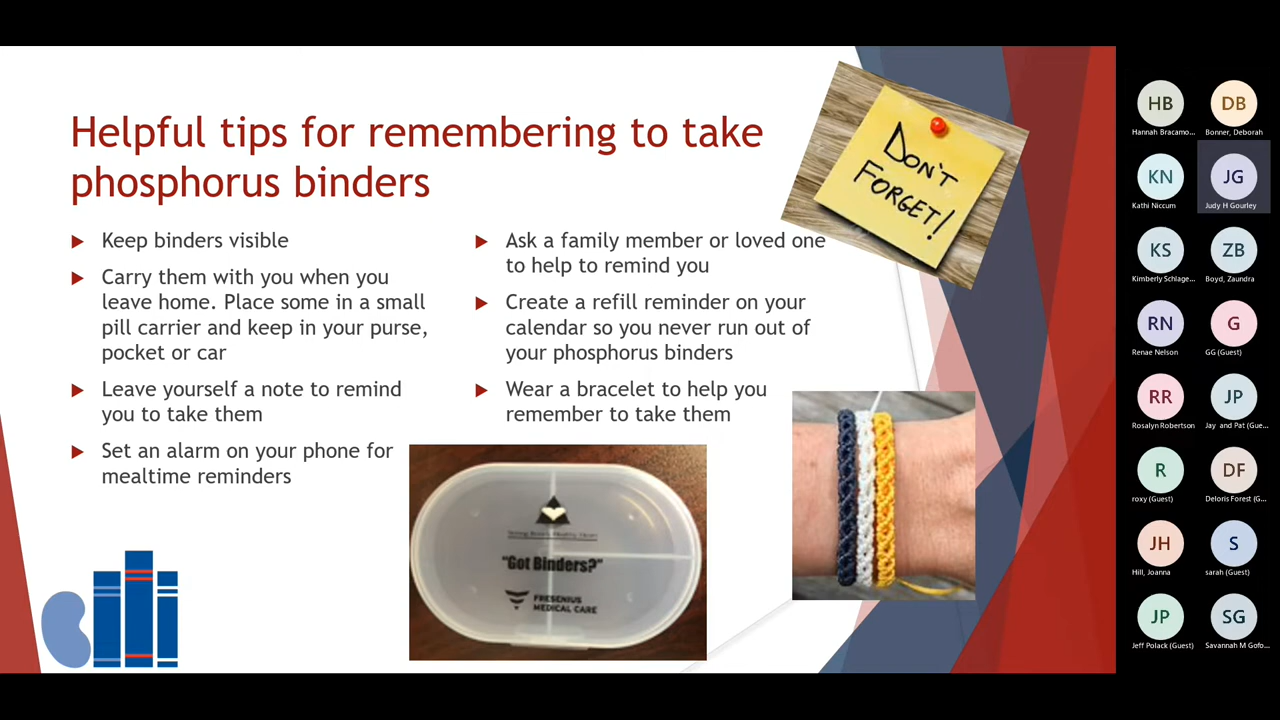 Helpful tips for remembering to take
phosphorus binders
Keep binders visible
Carry them with you when you
leave home. Place some in a small
pill carrier and keep in your purse,
pocket or car
Leave yourself a note to remind
you to take them
Set an alarm on your phone for
mealtime reminders
Ask a family member or loved one
to help to remind you
Create a refill reminder on your
calendar so you never run out of
your phosphorus binders
Wear a bracelet to help you
remember to take them
DON'T
FORGET!
"Got Binders?"
FRESENIUS
MEDICAL CARE
HB
Hannah Bracamo...
DB
Bonner, Deborah
KN
Kathi Niccum
JG
Judy H Gourley
KS
Kimberly Schlage...
ZB
Boyd, Zaundra
RN
Renae Nelson
G
GG (Guest)
RR
Rosalyn Robertson
JP
Jay and Pat (Gue...
R
roxy (Guest)
DF
Deloris Forest (G...
JH
Hill, Joanna
S
sarah (Guest)
JP
Jeff Polack (Guest)
SG
Savannah M Gofo...